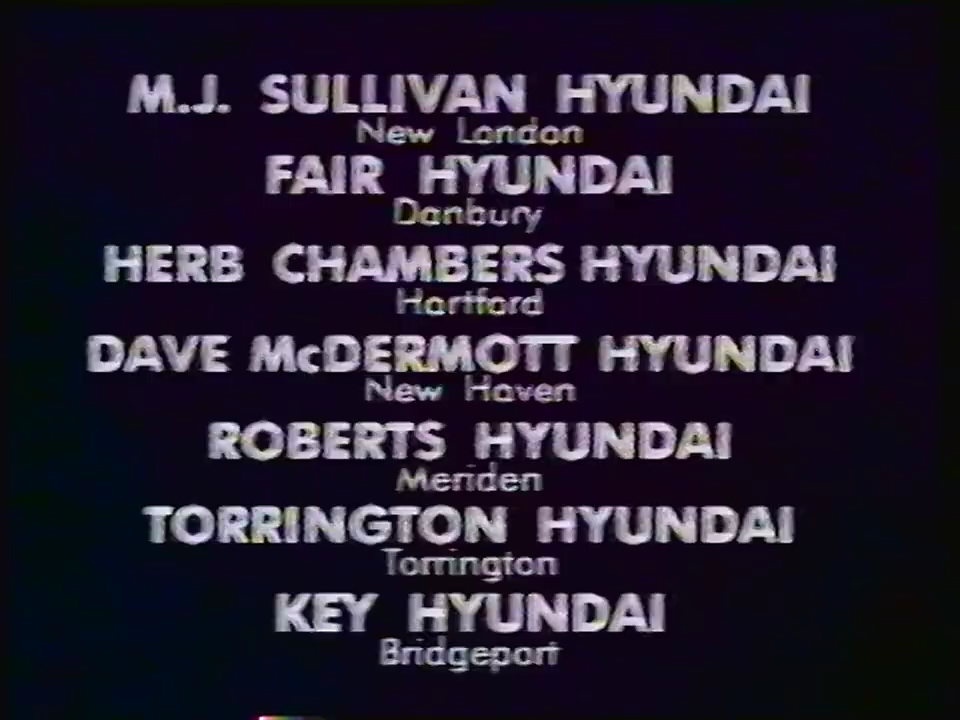 M.J. SULLIVAN HYUNDAI
New London
FAIR HYUNDAI
Danbury
HERB CHAMBERS HYUNDAI
Hartford
DAVE McDERMOTT HYUNDAI
New Haven
ROBERTS HYUNDAI
Meriden
TORRINGTON HYUNDAI
Torrington
KEY HYUNDAI
Bridgeport